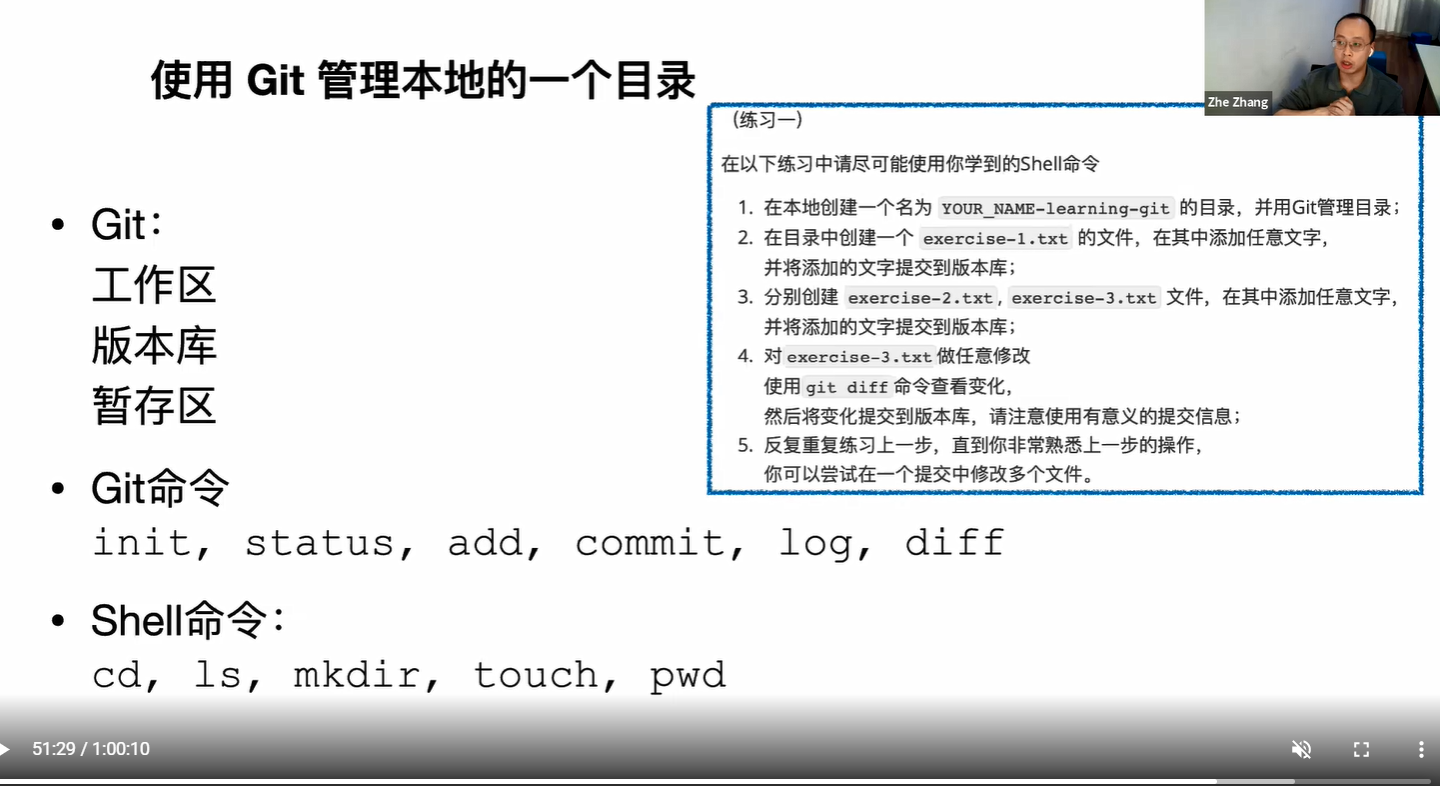 使用 Git 管理本地的一个目录
Zhe Zhang
（练习一）
在以下练习中请尽可能使用你学到的Shell命令
1. 在本地创建一个名为 YOUR_NAME-learning-git 的目录，并用Git管理目录；
2. 在目录中创建一个 exercise-1.txt 的文件，在其中添加任意文字，
并将添加的文字提交到版本库；
3. 分别创建 exercise-2.txt, exercise-3.txt 文件，在其中添加任意文字，
并将添加的文字提交到版本库；
4. 对 exercise-3.txt 做任意修改
使用 git diff 命令查看变化，
然后将变化提交到版本库，请注意使用有意义的提交信息；
5. 反复重复练习上一步，直到你非常熟悉上一步的操作，
你可以尝试在一个提交中修改多个文件。
• Git：
工作区
版本库
暂存区
• Git命令
init, status, add, commit, log, diff
• Shell命令：
cd, ls, mkdir, touch, pwd
51:29 / 1:00:10